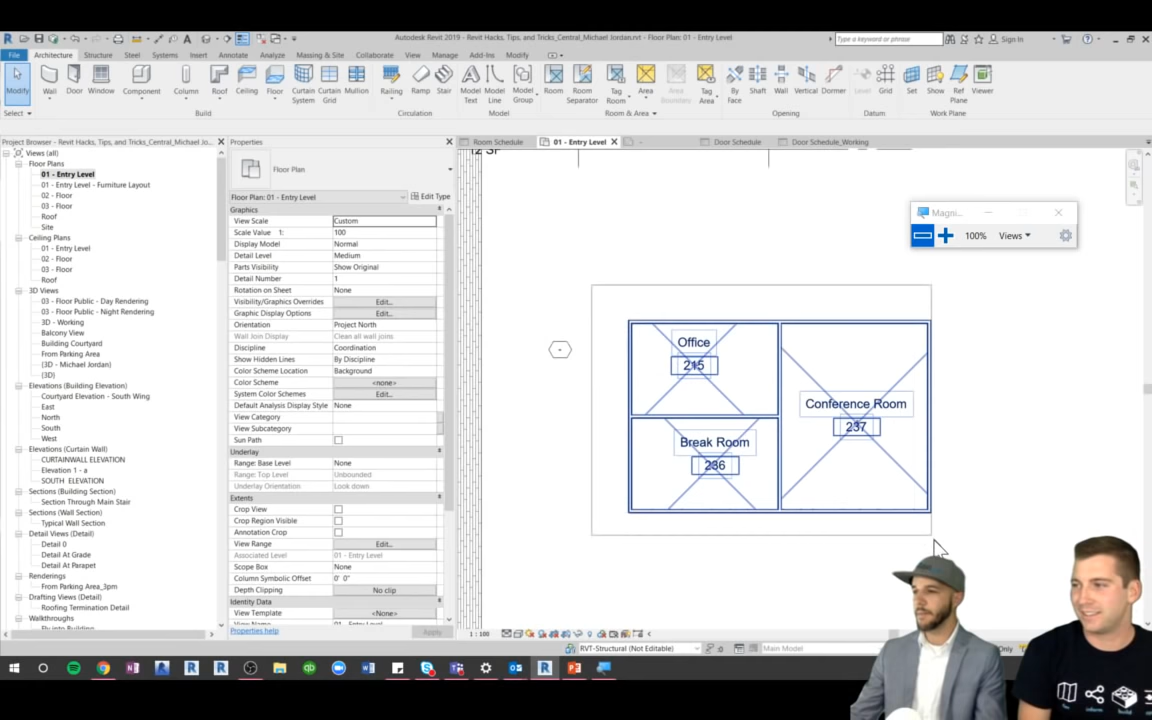 Autodesk Revit 2019 - Revit Hacks, Tips, and Tricks_Central_Michael Jordan.rvt - Floor Plan: 01 - Entry Level
Type a keyword or phrase
Sign In
File Architecture Structure Steel Systems Insert Annotate Analyze Massing & Site Collaborate View Manage Add-Ins Modify
Modify Wall Door Window Component Column Roof Ceiling Floor Curtain System Curtain Grid Mullion Railing Ramp Stair Model Text Model Line Model Group Room Room Separator Tag Room Area Area Boundary Tag Area By Face Shaft Wall Vertical Dormer Level Grid Set Show Ref Plane Viewer
Select Build Circulation Model Room & Area Opening Datum Work Plane
Project Browser - Revit Hacks, Tips, and Tricks_Central_Michael Jo...
Views (all)
Floor Plans
01 - Entry Level
01 - Entry Level - Furniture Layout
02 - Floor
03 - Floor
Roof
Site
Ceiling Plans
01 - Entry Level
02 - Floor
03 - Floor
Roof
3D Views
03 - Floor Public - Day Rendering
03 - Floor Public - Night Rendering
3D - Working
Balcony View
Building Courtyard
From Parking Area
{3D - Michael Jordan}
{3D}
Elevations (Building Elevation)
Courtyard Elevation - South Wing
East
North
South
West
Elevations (Curtain Wall)
CURTAINWALL ELEVATION
Elevation 1 - a
SOUTH ELEVATION
Sections (Building Section)
Section Through Main Stair
Sections (Wall Section)
Typical Wall Section
Detail Views (Detail)
Detail 0
Detail At Grade
Detail At Parapet
Renderings
From Parking Area_3pm
Drafting Views (Detail)
Roofing Termination Detail
Walkthroughs
Properties
Floor Plan
Floor Plan: 01 - Entry Level Edit Type
Graphics
View Scale Custom
Scale Value 1: 100
Display Model Normal
Detail Level Medium
Parts Visibility Show Original
Detail Number 1
Rotation on Sheet None
Visibility/Graphics Overrides Edit...
Graphic Display Options Edit...
Orientation Project North
Wall Join Display Clean all wall joins
Discipline Coordination
Show Hidden Lines By Discipline
Color Scheme Location Background
Color Scheme <none>
System Color Schemes Edit...
Default Analysis Display Style None
View Category
View Subcategory
Sun Path
Underlay
Range: Base Level None
Range: Top Level Unbounded
Underlay Orientation Look down
Extents
Crop View
Crop Region Visible
Annotation Crop
View Range Edit...
Associated Level 01 - Entry Level
Scope Box None
Column Symbolic Offset 0' 0"
Depth Clipping No clip
Identity Data
View Template <None>
Properties help Apply
Room Schedule 01 - Entry Level - Door Schedule Door Schedule_Working
Magni... 
100% Views
Office
215
Conference Room
237
Break Room
236
1 : 100
RVT-Structural (Not Editable) :0 Main Model